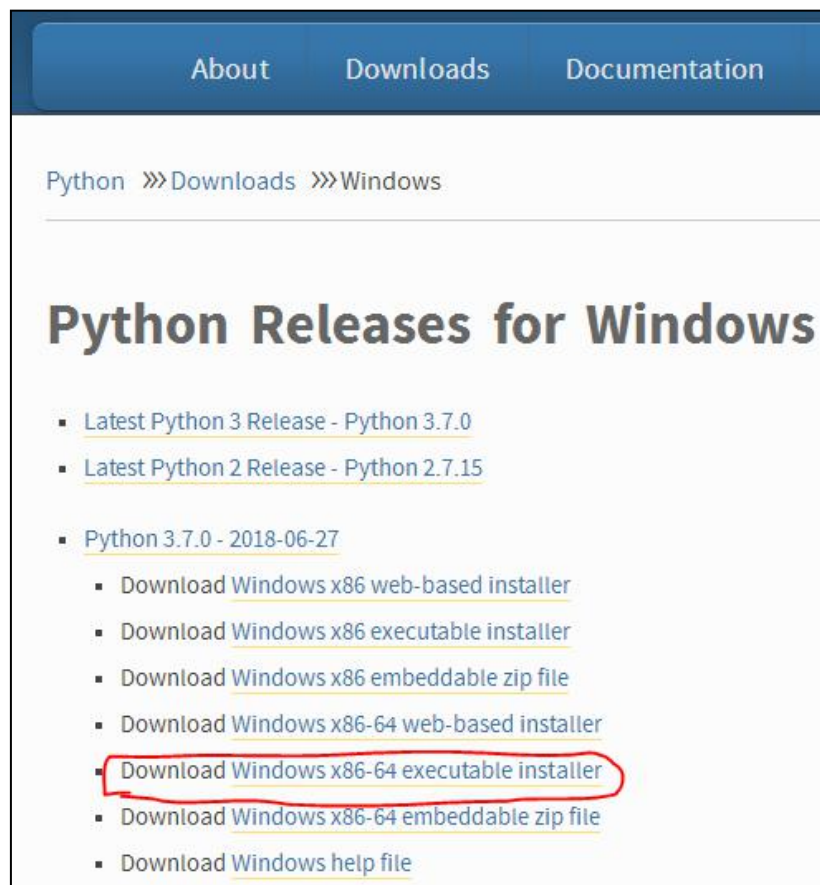 About Downloads Documentation
Python >>> Downloads >>> Windows
Python Releases for Windows
Latest Python 3 Release - Python 3.7.0
Latest Python 2 Release - Python 2.7.15
Python 3.7.0 - 2018-06-27
Download Windows x86 web-based installer
Download Windows x86 executable installer
Download Windows x86 embeddable zip file
Download Windows x86-64 web-based installer
Download Windows x86-64 executable installer
Download Windows x86-64 embeddable zip file
Download Windows help file